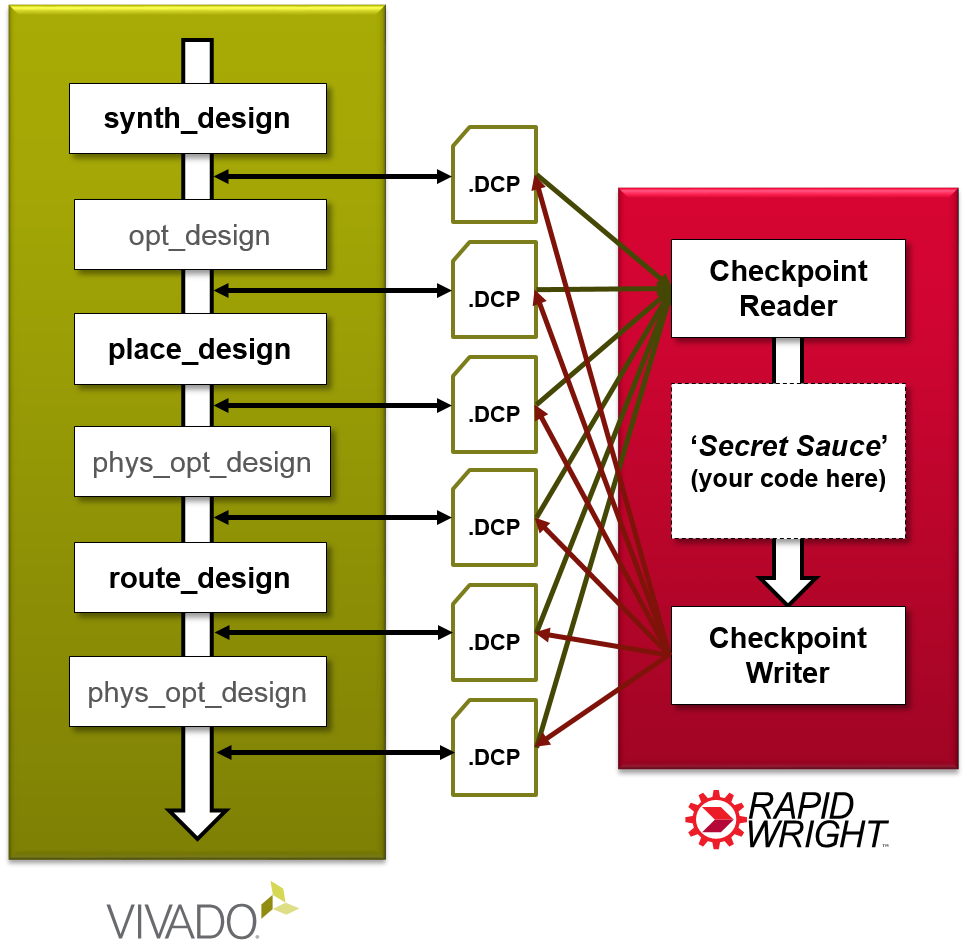 synth_design
opt_design
place_design
phys_opt_design
route_design
phys_opt_design
.DCP
.DCP
.DCP
.DCP
.DCP
.DCP
Checkpoint
Reader
‘Secret Sauce’
(your code here)
Checkpoint
Writer
RAPID
WRIGHT™
VIVADO.